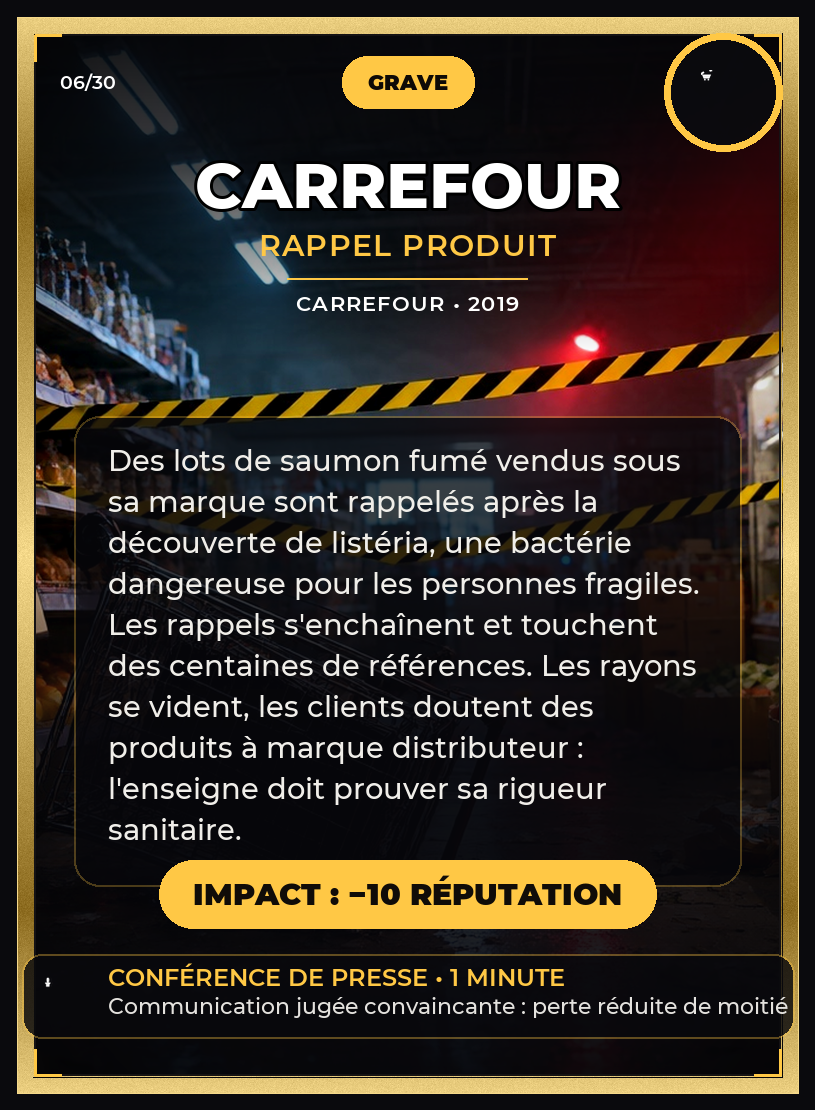 06/30
GRAVE
CARREFOUR
RAPPEL PRODUIT
CARREFOUR • 2019
Des lots de saumon fumé vendus sous
sa marque sont rappelés après la
découverte de listéria, une bactérie
dangereuse pour les personnes fragiles.
Les rappels s'enchaînent et touchent
des centaines de références. Les rayons
se vident, les clients doutent des
produits à marque distributeur :
l'enseigne doit prouver sa rigueur
sanitaire.
IMPACT : −10 RÉPUTATION
CONFÉRENCE DE PRESSE • 1 MINUTE
Communication jugée convaincante : perte réduite de moitié